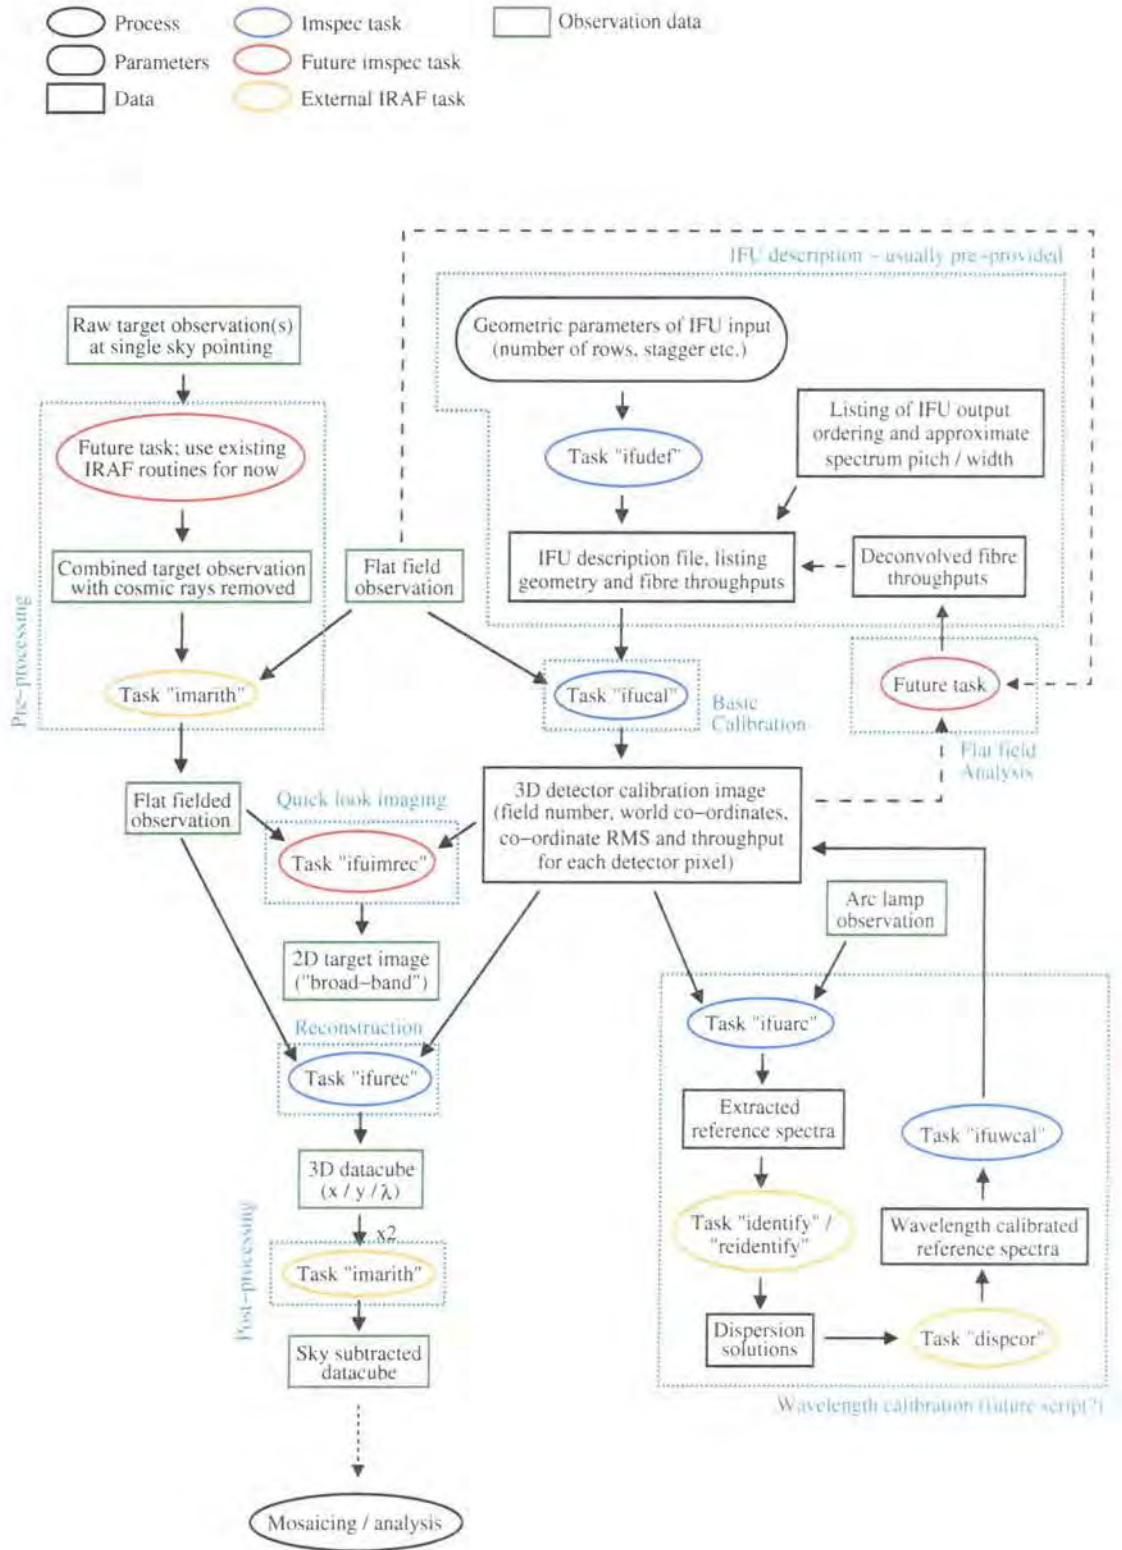 Process
Imspec task
Observation data
Parameters
Future imspec task
Data
External IRAF task
IFU description – usually pre–provided
Raw target observation(s)
at single sky pointing
Geometric parameters of IFU input
(number of rows, stagger etc.)
Future task; use existing
IRAF routines for now
Task "ifudef"
Listing of IFU output
ordering and approximate
spectrum pitch / width
Combined target observation
with cosmic rays removed
Flat field
observation
IFU description file, listing
geometry and fibre throughputs
Deconvolved fibre
throughputs
Pre–processing
Task "imarith"
Task "ifucal"
Basic
Calibration
Future task
Flat field
Analysis
Flat fielded
observation
Quick look imaging
Task "ifuimrec"
3D detector calibration image
(field number, world co–ordinates,
co–ordinate RMS and throughput
for each detector pixel)
Arc lamp
observation
2D target image
("broad–band")
Reconstruction
Task "ifurec"
Task "ifuarc"
Extracted
reference spectra
Task "ifuwcal"
3D datacube
(x / y / λ)
x2
Post–processing
Task "imarith"
Task "identify" /
"reidentify"
Wavelength calibrated
reference spectra
Sky subtracted
datacube
Dispersion
solutions
Task "dispcor"
Wavelength calibration (future script?)
Mosaicing / analysis